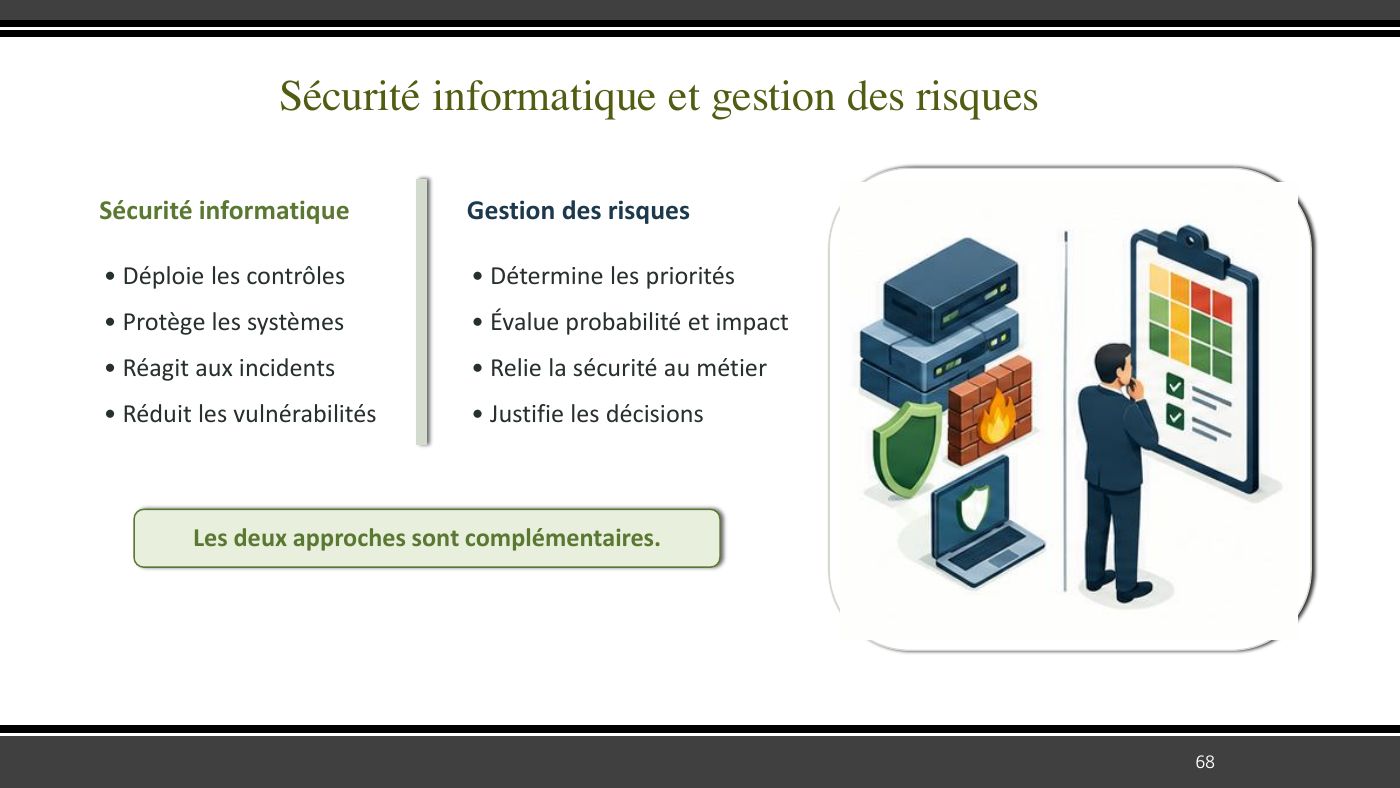 Sécurité informatique et gestion des risques
Sécurité informatique
• Déploie les contrôles
• Protège les systèmes
• Réagit aux incidents
• Réduit les vulnérabilités
Gestion des risques
• Détermine les priorités
• Évalue probabilité et impact
• Relie la sécurité au métier
• Justifie les décisions
Les deux approches sont complémentaires.
68